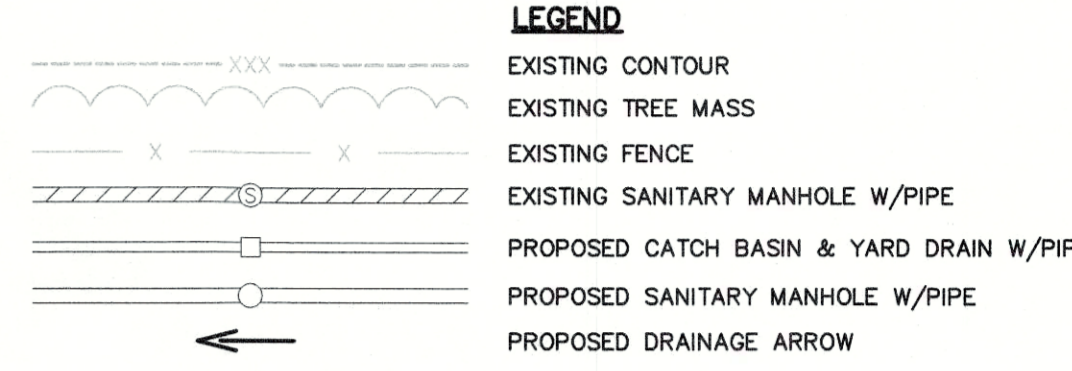 LEGEND
XXX EXISTING CONTOUR
EXISTING TREE MASS
X X EXISTING FENCE
S EXISTING SANITARY MANHOLE W/PIPE
PROPOSED CATCH BASIN & YARD DRAIN W/PIP
PROPOSED SANITARY MANHOLE W/PIPE
PROPOSED DRAINAGE ARROW